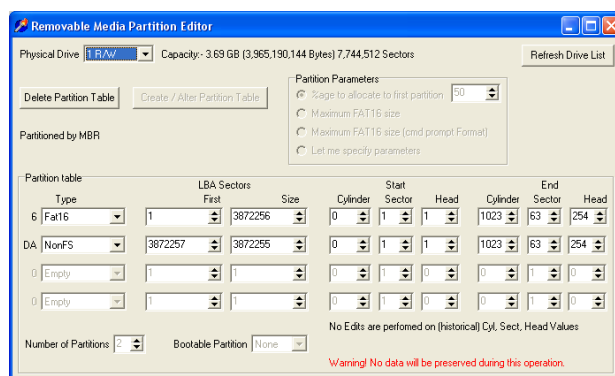 Removable Media Partition Editor
Physical Drive 1 R/W Capacity:- 3.69 GB (3,965,190,144 Bytes) 7,744,512 Sectors Refresh Drive List
Partition Parameters
Delete Partition Table Create / Alter Partition Table %age to allocate to first partition 50
Maximum FAT16 size
Partitioned by MBR Maximum FAT16 size (cmd prompt Format)
Let me specify parameters
Partition table
LBA Sectors Start End
Type First Size Cylinder Sector Head Cylinder Sector Head
6 Fat16 1 3872256 0 1 1 1023 63 254
DA NonFS 3872257 3872255 0 1 1 1023 63 254
0 Empty 1 1 0 1 0 0 1 0
0 Empty 1 1 0 1 0 0 1 0
No Edits are perfomed on (historical) Cyl, Sect, Head Values
Number of Partitions 2 Bootable Partition None
Warning! No data will be preserved during this operation.